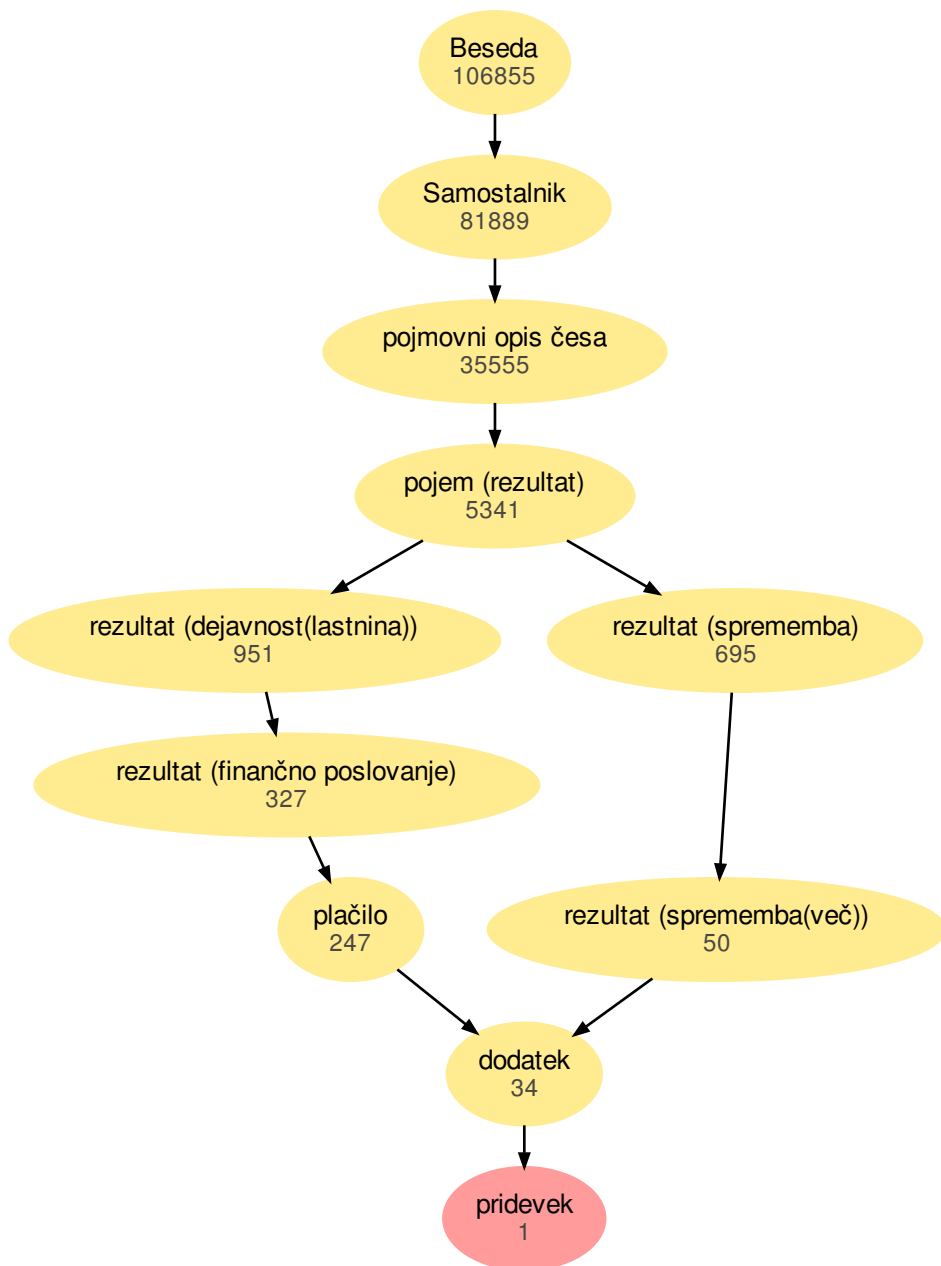 Beseda
106855
Samostalnik
81889
pojmovni opis česa
35555
pojem (rezultat)
5341
rezultat (dejavnost(lastnina))
951
rezultat (sprememba)
695
rezultat (finančno poslovanje)
327
plačilo
247
rezultat (sprememba(več))
50
dodatek
34
pridevek
1